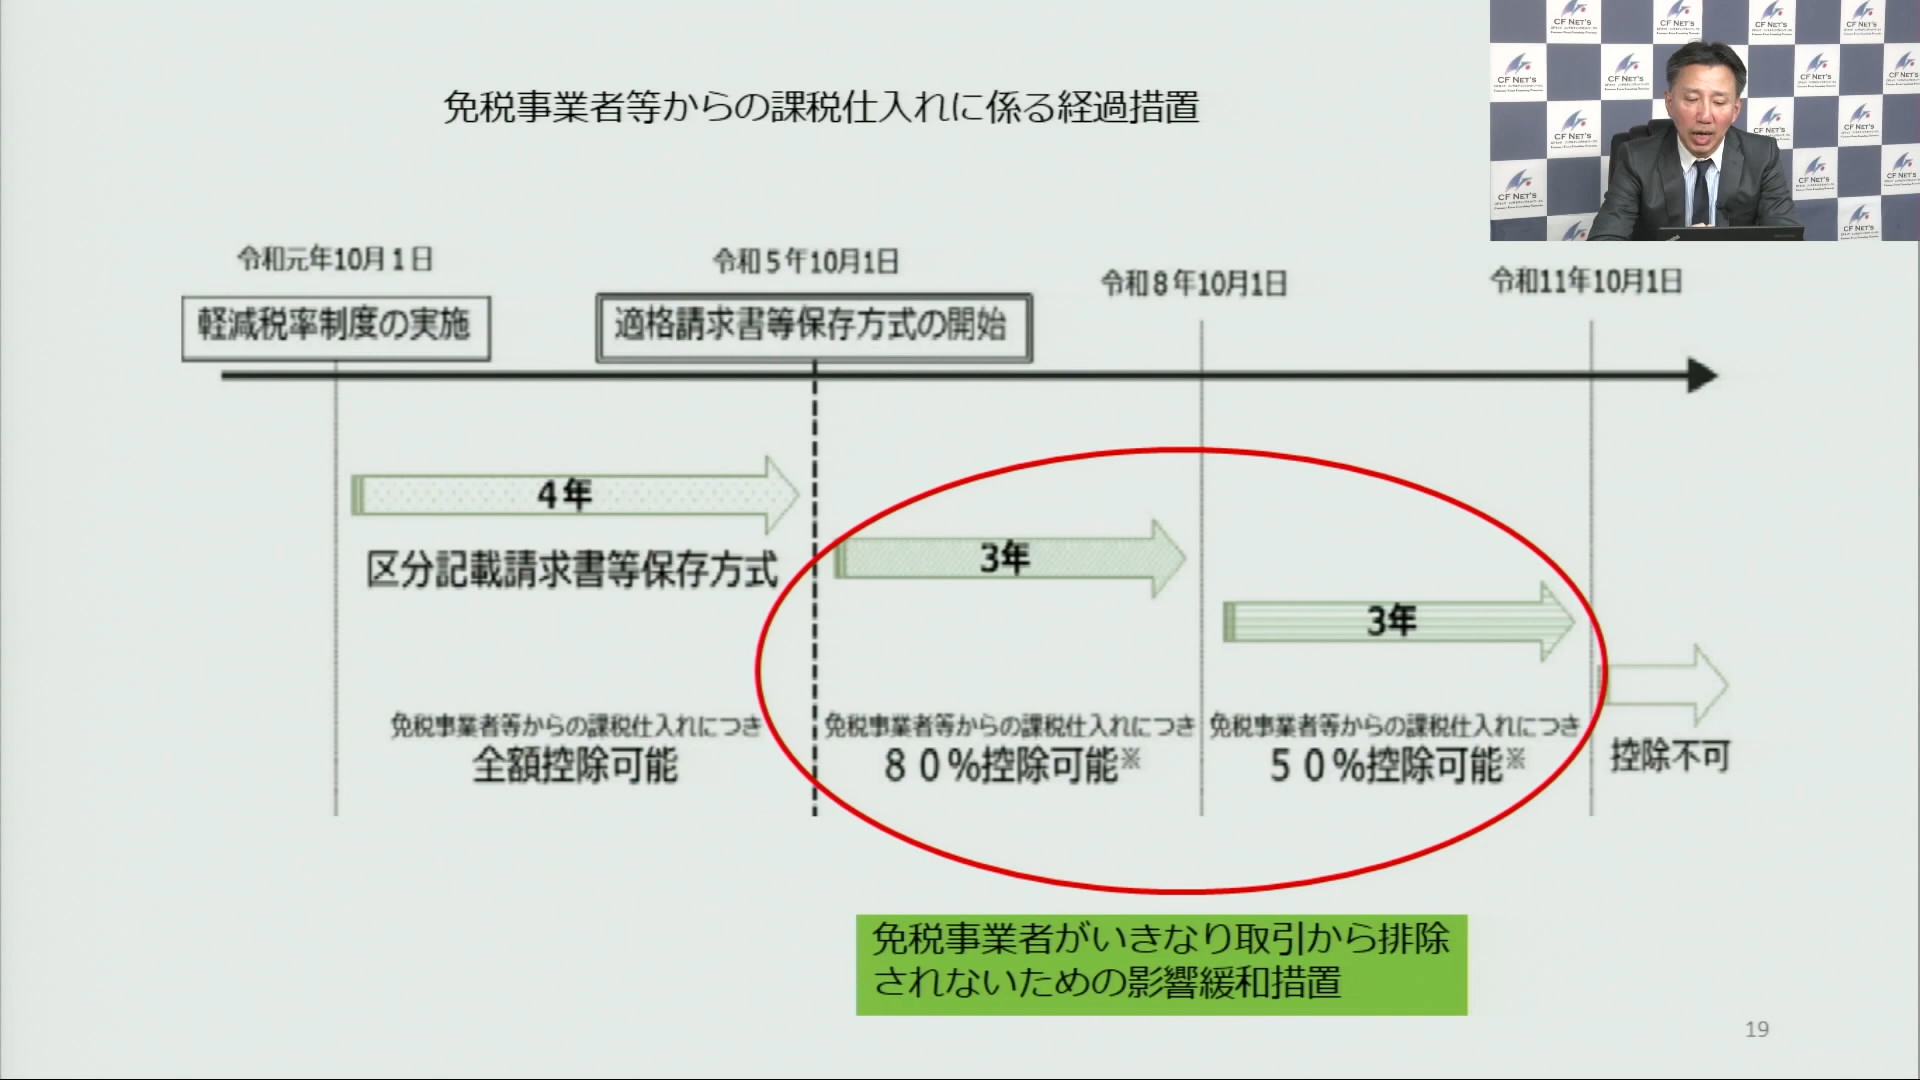 免税事業者等からの課税仕入れに係る経過措置
令和元年10月１日
令和５年10月1日
令和８年10月1日
令和11年10月1日
軽減税率制度の実施
適格請求書等保存方式の開始
４年
区分記載請求書等保存方式
3年
3年
免税事業者等からの課税仕入れにつき
全額控除可能
免税事業者等からの課税仕入れにつき
８０%控除可能※
免税事業者等からの課税仕入れにつき
５０%控除可能※
控除不可
免税事業者がいきなり取引から排除
されないための影響緩和措置
19
CF NET'S